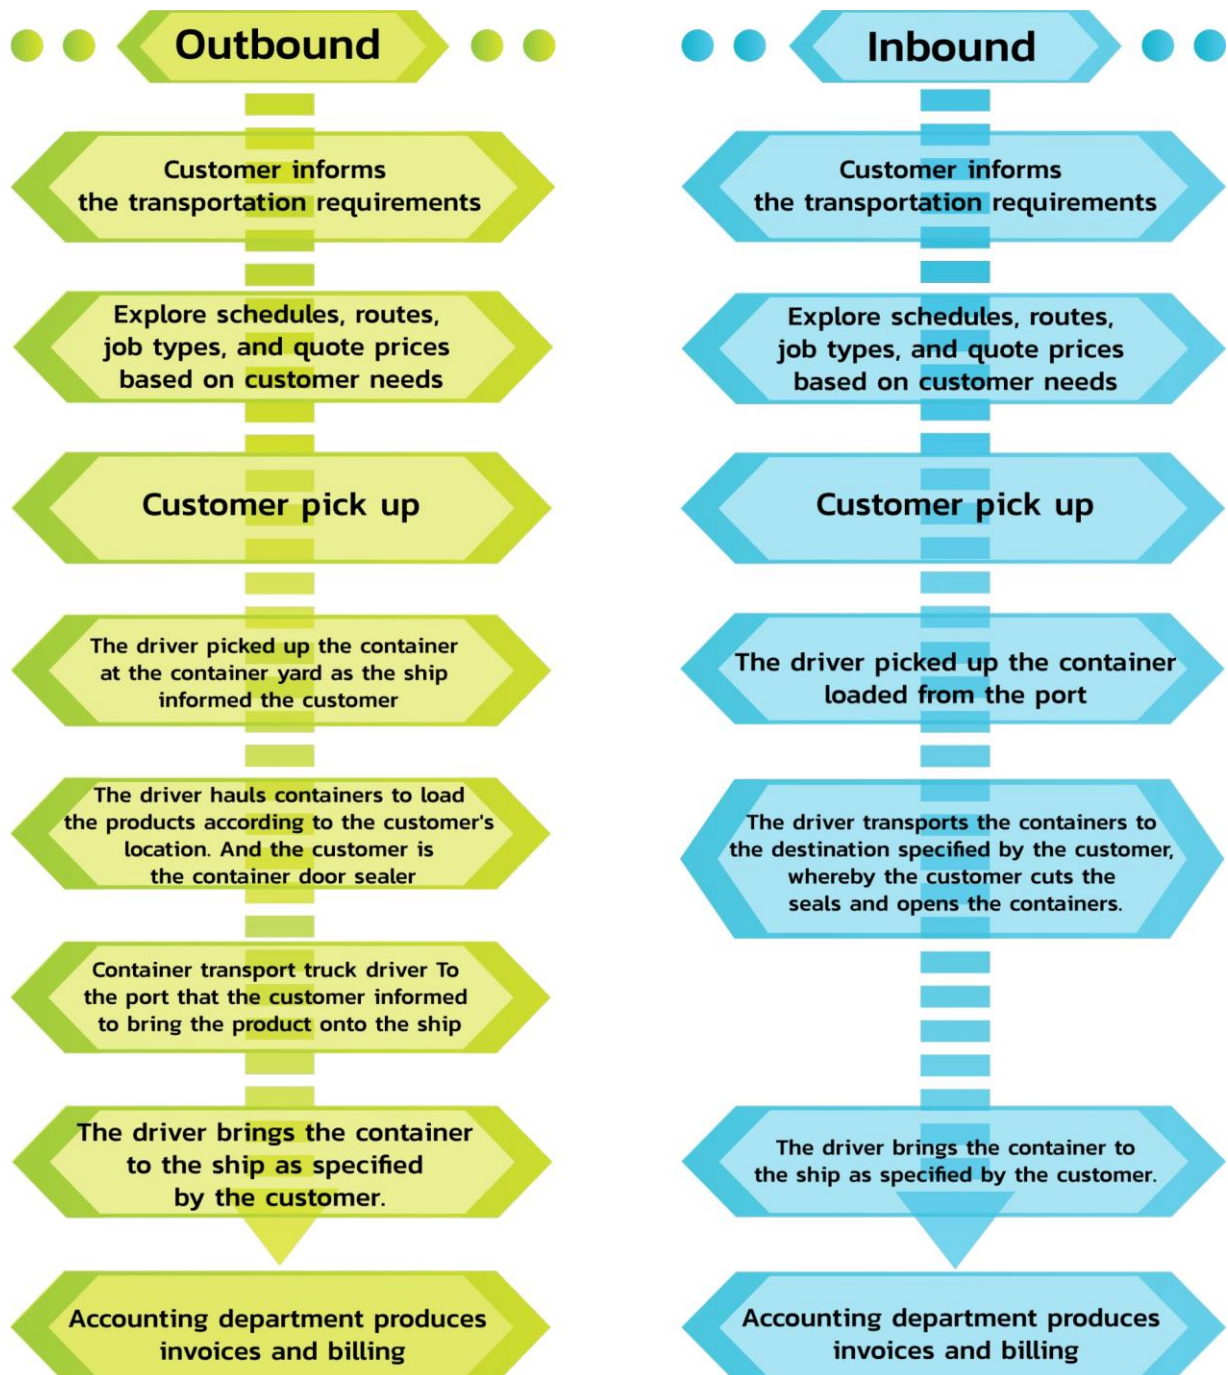 Outbound
Customer informs
the transportation requirements
Explore schedules, routes,
job types, and quote prices
based on customer needs
Customer pick up
The driver picked up the container
at the container yard as the ship
informed the customer
The driver hauls containers to load
the products according to the customer's
location. And the customer is
the container door sealer
Container transport truck driver To
the port that the customer informed
to bring the product onto the ship
The driver brings the container
to the ship as specified
by the customer.
Accounting department produces
invoices and billing
Inbound
Customer informs
the transportation requirements
Explore schedules, routes,
job types, and quote prices
based on customer needs
Customer pick up
The driver picked up the container
loaded from the port
The driver transports the containers to
the destination specified by the customer,
whereby the customer cuts the
seals and opens the containers.
The driver brings the container to
the ship as specified by the customer.
Accounting department produces
invoices and billing